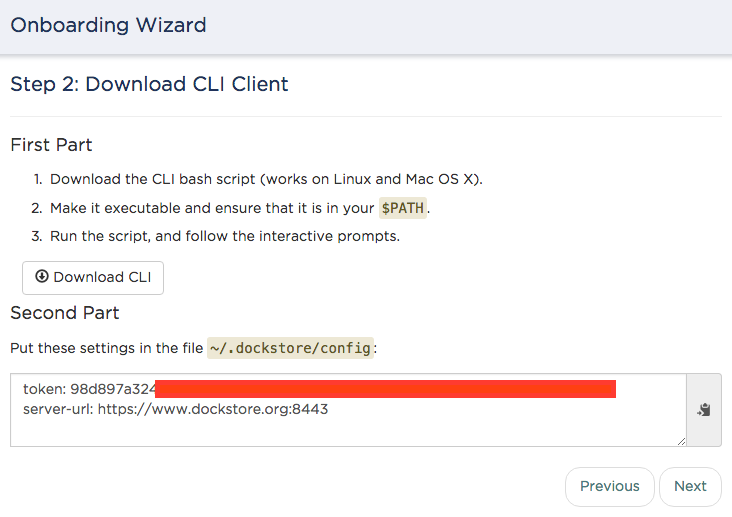 Onboarding Wizard
Step 2: Download CLI Client
First Part
1. Download the CLI bash script (works on Linux and Mac OS X).
2. Make it executable and ensure that it is in your $PATH.
3. Run the script, and follow the interactive prompts.
Download CLI
Second Part
Put these settings in the file ~/.dockstore/config:
token: 98d897a324
server-url: https://www.dockstore.org:8443
Previous Next